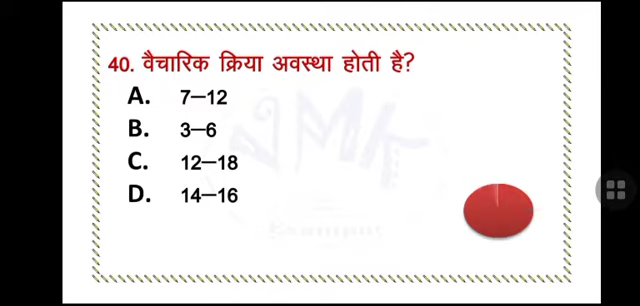 40. वैचारिक क्रिया अवस्था होती है?
A. 7–12
B. 3–6
C. 12–18
D. 14–16